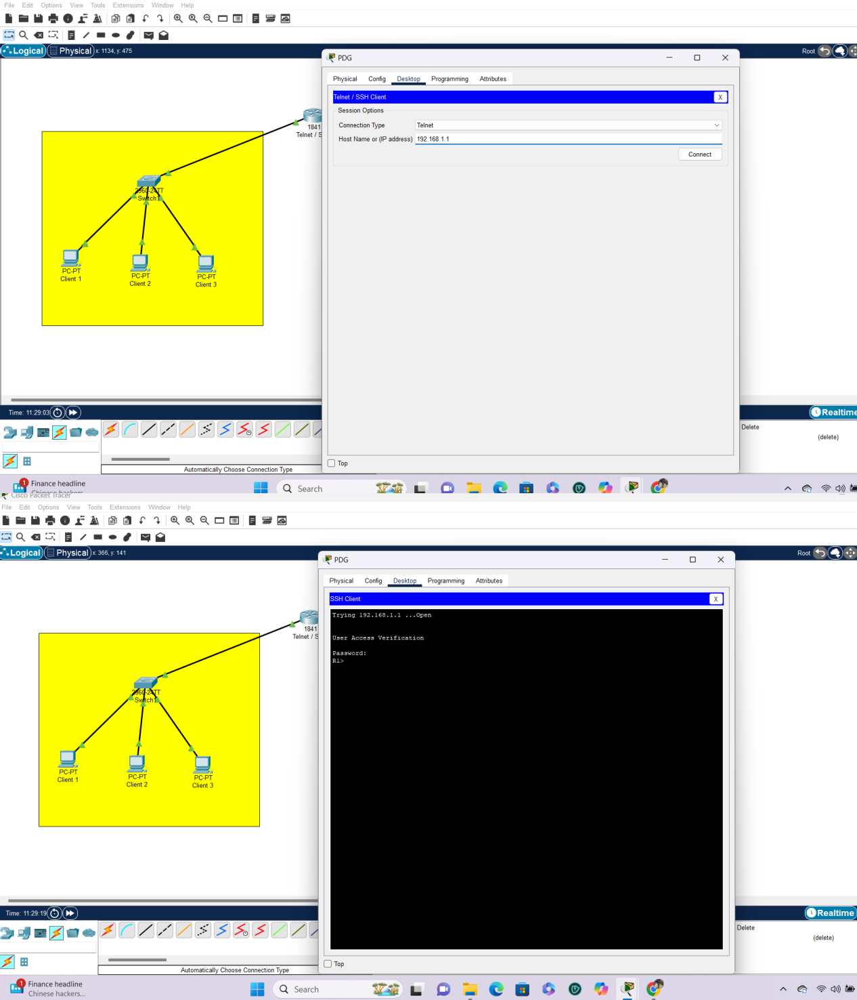 File Edit Options View Tools Extensions Window Help
Logical Physical x: 1134, y: 475
Root
PDG
Physical Config Desktop Programming Attributes
Telnet / SSH Client
X
Session Options
Connection Type Telnet
Host Name or (IP address) 192.168.1.1
Connect
1841
Telnet / S
2960-24TT
Switch1
PC-PT
Client 1
PC-PT
Client 2
PC-PT
Client 3
Time: 11:29:03
Realtime
Delete
(delete)
Top
Automatically Choose Connection Type
1
Finance headline
Chinese hackers
Search
Cisco Packet Tracer
File Edit Options View Tools Extensions Window Help
Logical Physical x: 366, y: 141
Root
PDG
Physical Config Desktop Programming Attributes
SSH Client
X
Trying 192.168.1.1 ...Open
User Access Verification
Password:
R1>
1841
Telnet / S
2960-24TT
Switch1
PC-PT
Client 1
PC-PT
Client 2
PC-PT
Client 3
Time: 11:29:19
Realtime
Delete
(delete)
Top
Automatically Choose Connection Type
1
Finance headline
Chinese hackers...
Search